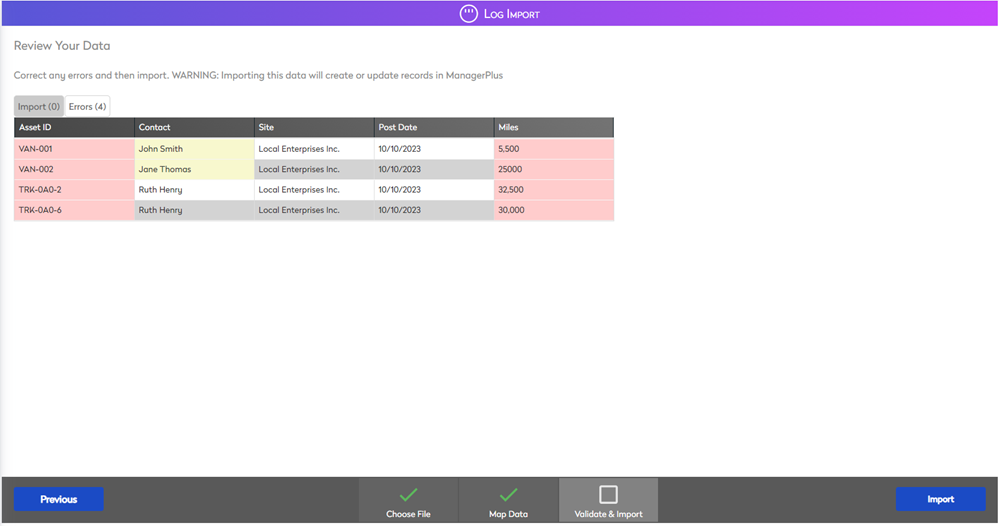 Log Import
Review Your Data
Correct any errors and then import. WARNING: Importing this data will create or update records in ManagerPlus
Import (0) Errors (4)
Asset ID Contact Site Post Date Miles
VAN-001 John Smith Local Enterprises Inc. 10/10/2023 5,500
VAN-002 Jane Thomas Local Enterprises Inc. 10/10/2023 25000
TRK-0A0-2 Ruth Henry Local Enterprises Inc. 10/10/2023 32,500
TRK-0A0-6 Ruth Henry Local Enterprises Inc. 10/10/2023 30,000
Previous Choose File Map Data Validate & Import Import